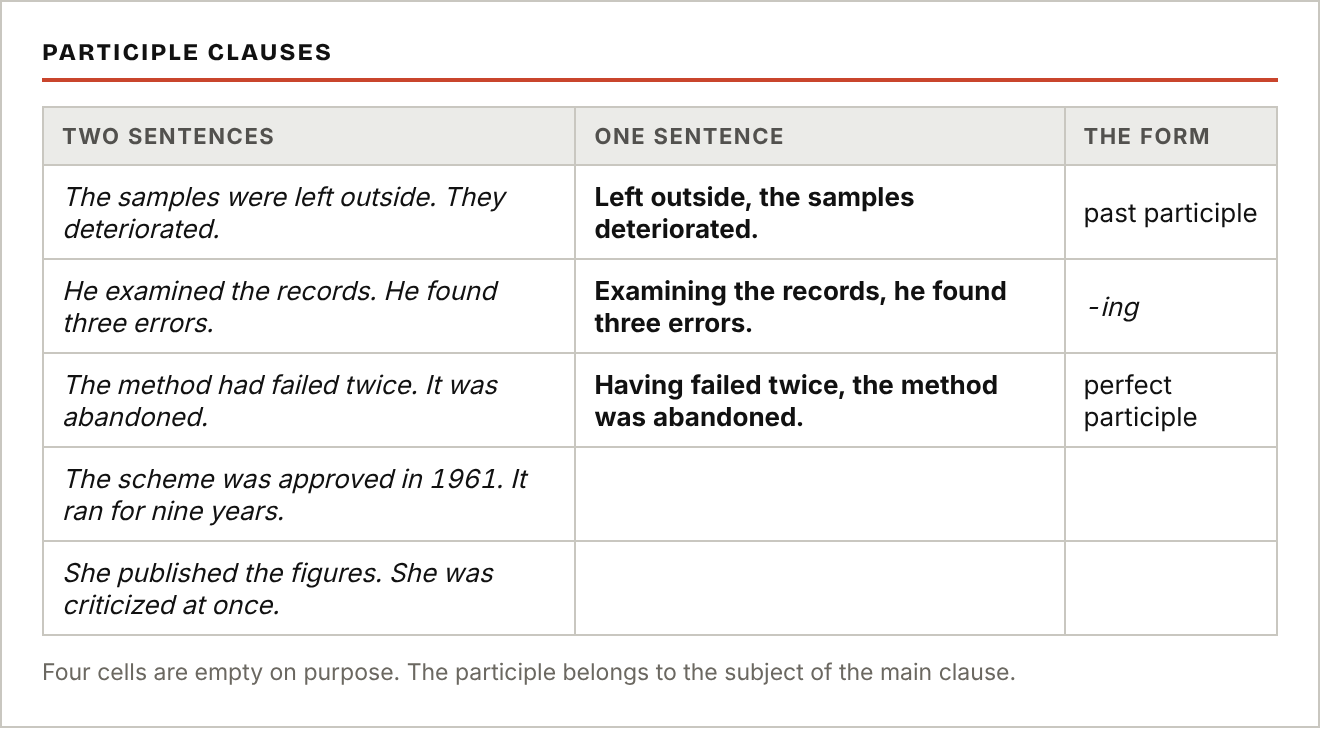 PARTICIPLE CLAUSES
TWO SENTENCES
ONE SENTENCE
THE FORM
The samples were left outside. They
deteriorated.
Left outside, the samples
deteriorated.
past participle
He examined the records. He found
three errors.
Examining the records, he found
three errors.
-ing
The method had failed twice. It was
abandoned.
Having failed twice, the method
was abandoned.
perfect
participle
The scheme was approved in 1961. It
ran for nine years.
She published the figures. She was
criticized at once.
Four cells are empty on purpose. The participle belongs to the subject of the main clause.